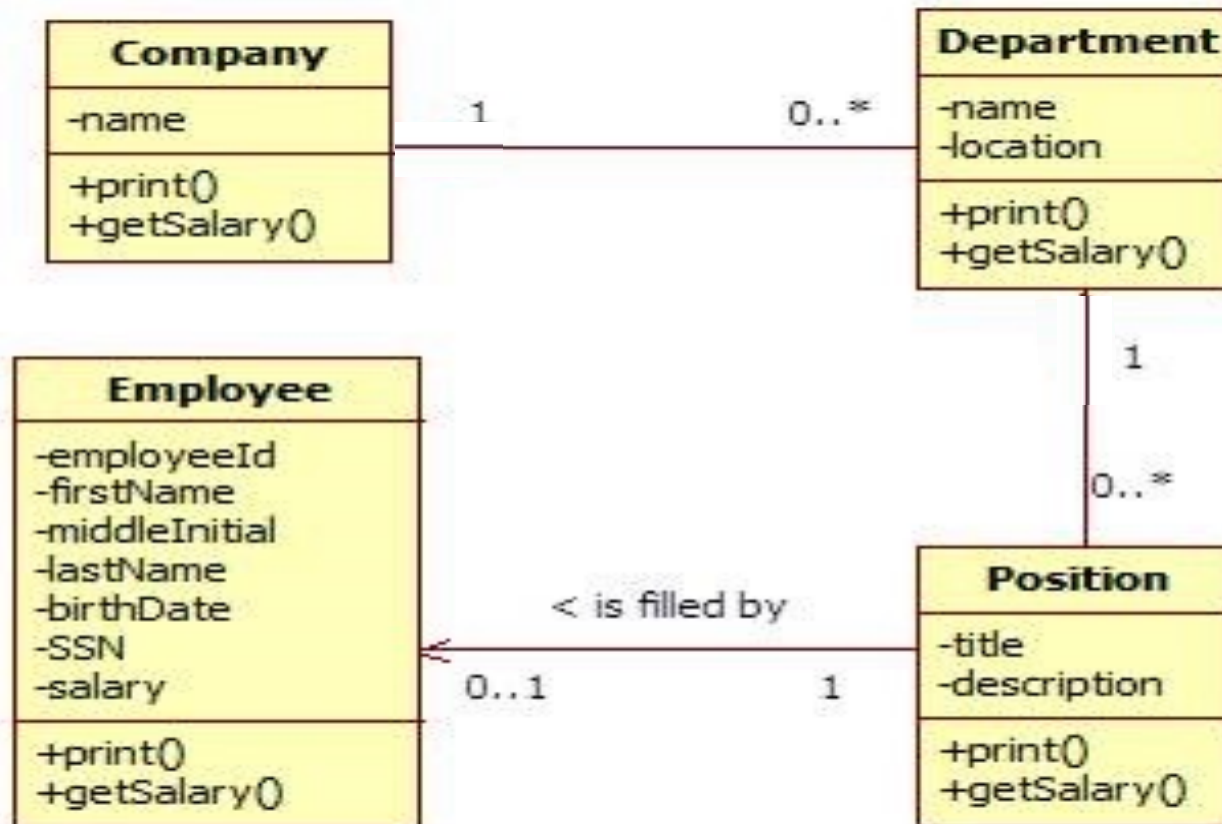 Company
-name
+print()
+getSalary()
1
0..*
Department
-name
-location
+print()
+getSalary()
1
0..*
Employee
-employeeId
-firstName
-middleInitial
-lastName
-birthDate
-SSN
-salary
+print()
+getSalary()
< is filled by
0..1
1
Position
-title
-description
+print()
+getSalary()